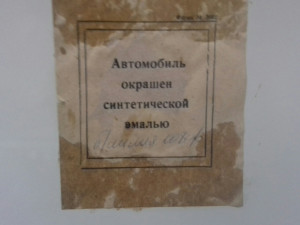 Автомобиль
окрашен
синтетической
эмалью